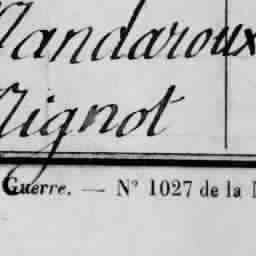 Mandaroux
Mignot
Guerre. — N° 1027 de la